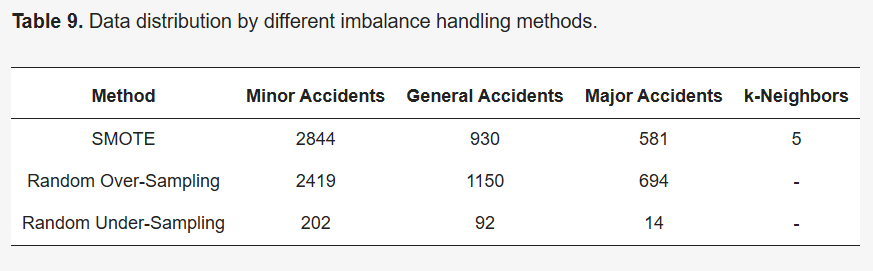 Table 9. Data distribution by different imbalance handling methods.
Method Minor Accidents General Accidents Major Accidents k-Neighbors
SMOTE 2844 930 581 5
Random Over-Sampling 2419 1150 694 -
Random Under-Sampling 202 92 14 -